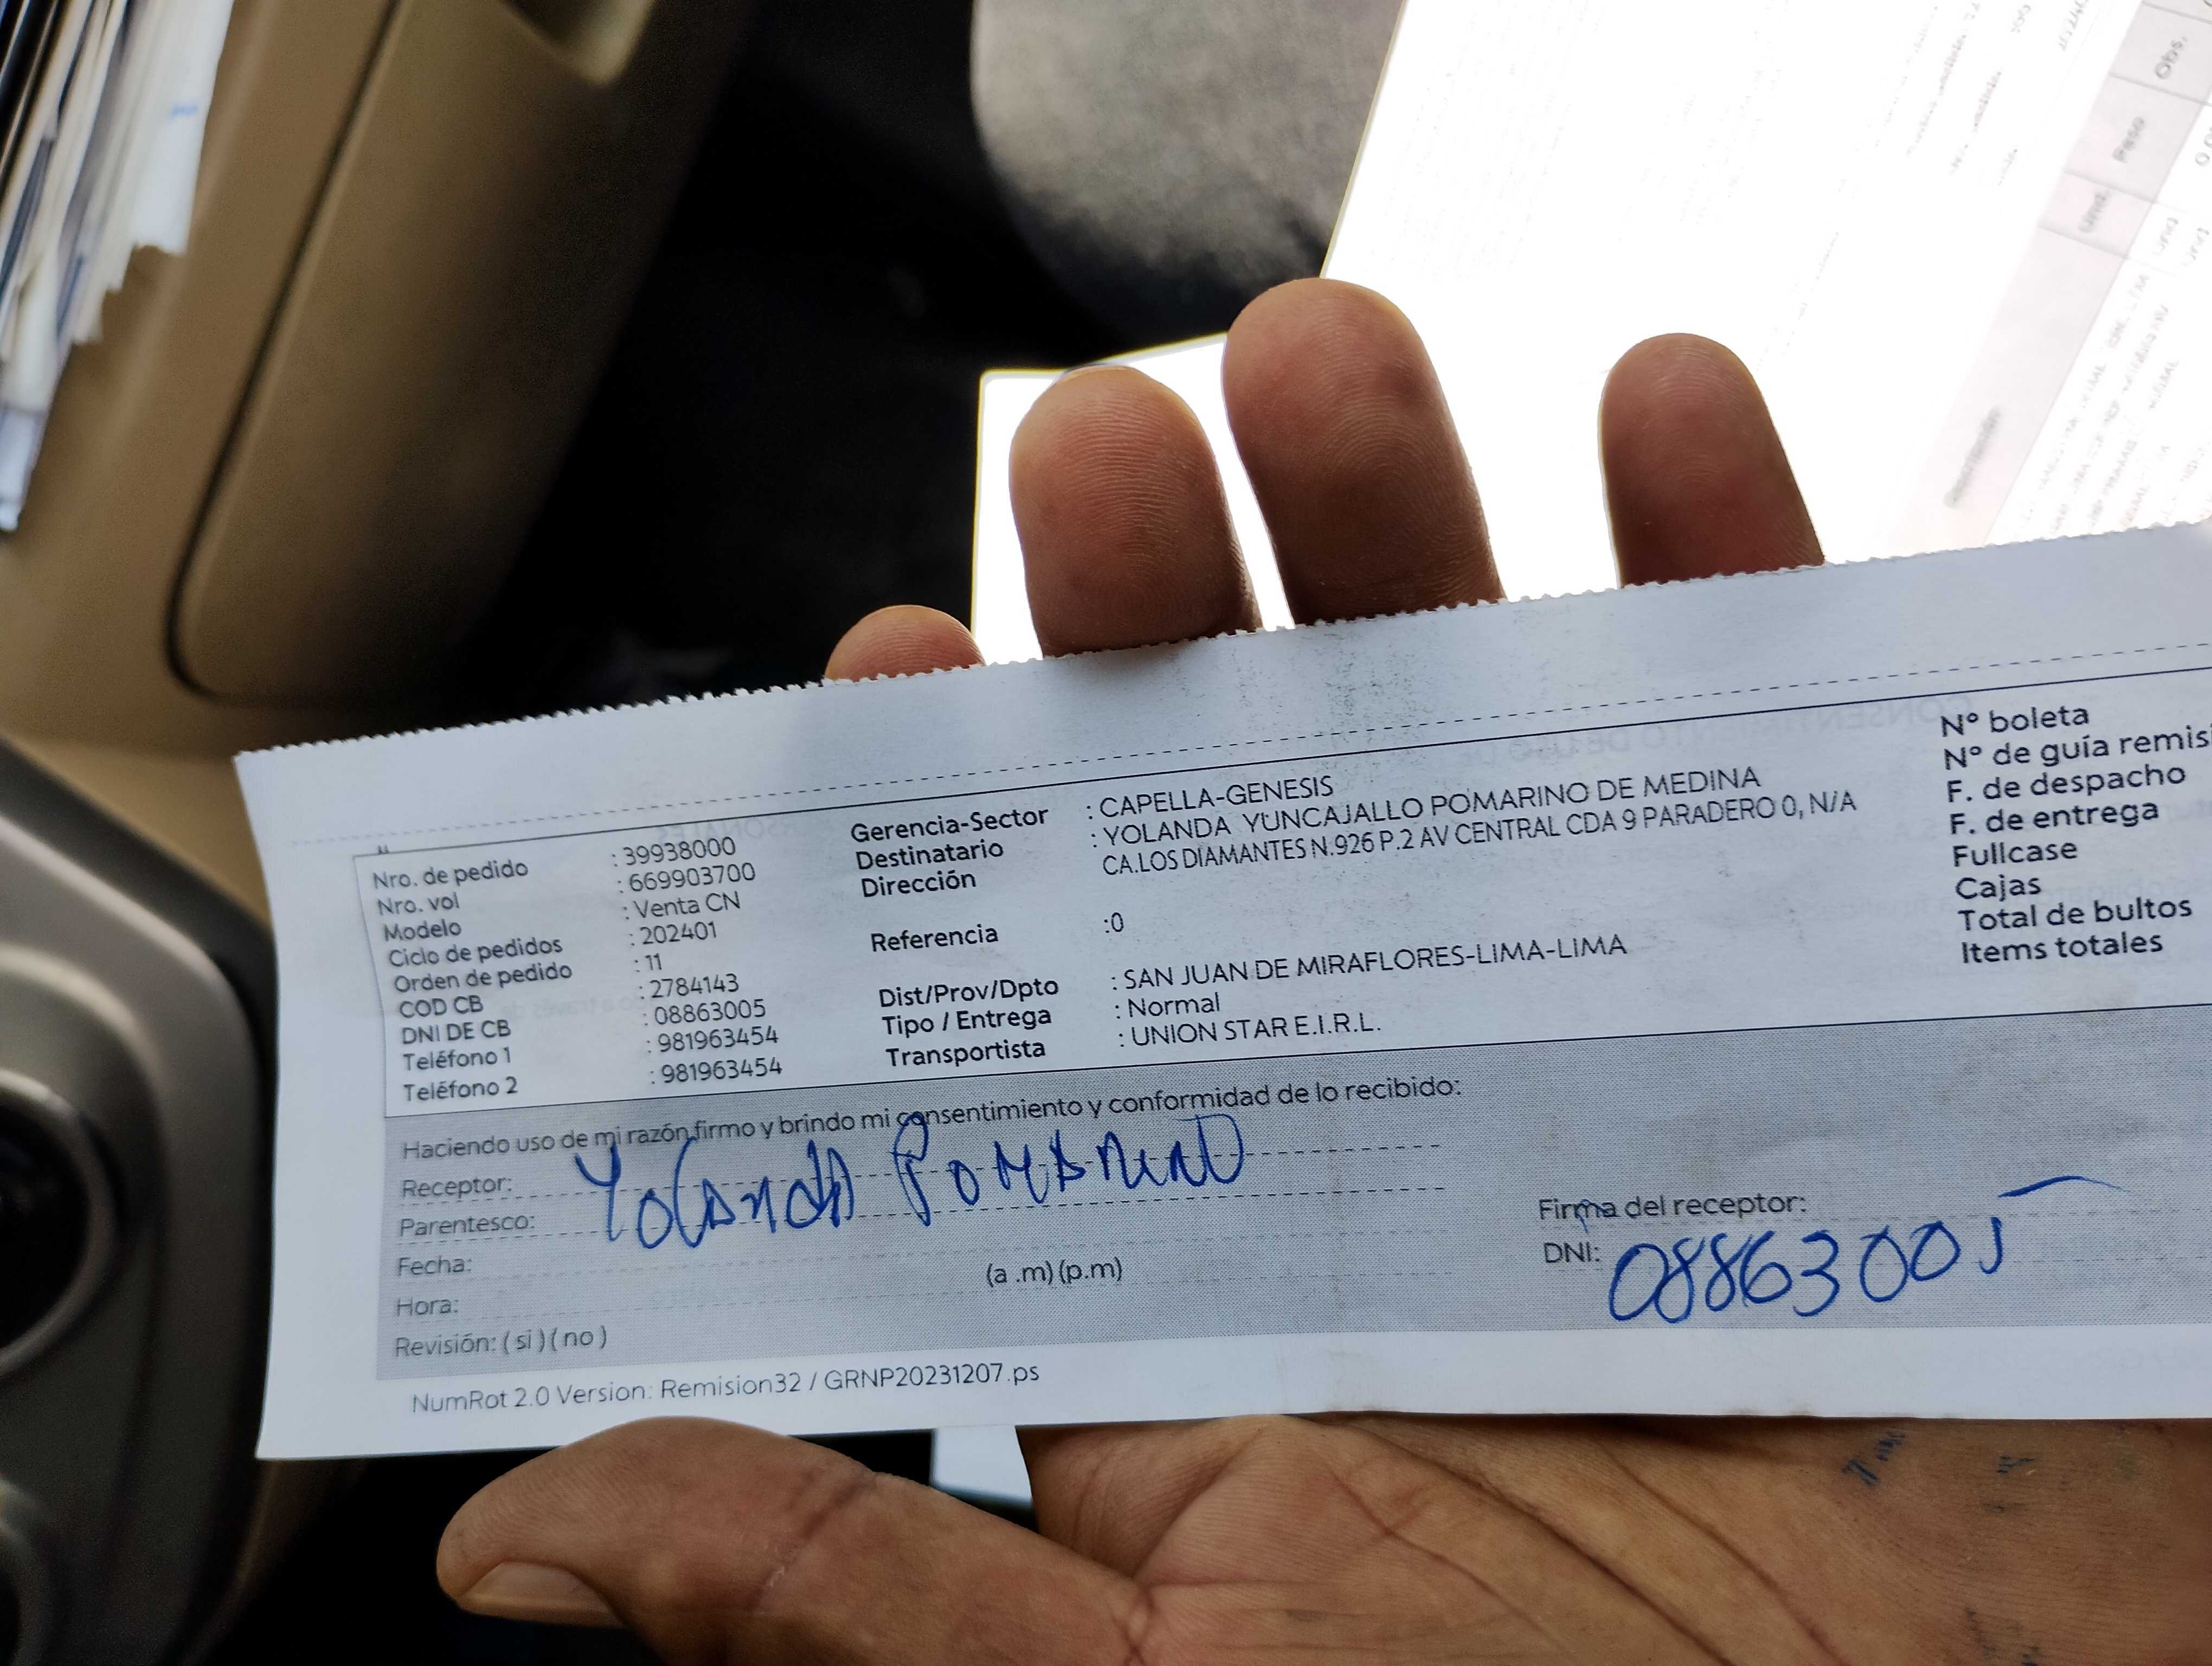 Nro. de pedido : 39938000
Nro. vol : 669903700
Modelo : Venta CN
Ciclo de pedidos : 202401
Orden de pedido : 11
COD CB : 2784143
DNI DE CB : 08863005
Teléfono 1 : 981963454
Teléfono 2 : 981963454
Gerencia-Sector : CAPELLA-GENESIS
Destinatario : YOLANDA YUNCAJALLO POMARINO DE MEDINA
Dirección CA.LOS DIAMANTES N.926 P.2 AV CENTRAL CDA 9 PARADERO 0, N/A
Referencia :0
Dist/Prov/Dpto : SAN JUAN DE MIRAFLORES-LIMA-LIMA
Tipo / Entrega : Normal
Transportista : UNION STAR E.I.R.L.
N° boleta
N° de guía remisi
F. de despacho
F. de entrega
Fullcase
Cajas
Total de bultos
Items totales
Haciendo uso de mi razón firmo y brindo mi consentimiento y conformidad de lo recibido:
Receptor: Yolanda Pomarino
Parentesco:
Fecha:
Hora: (a .m) (p.m)
Revisión: ( si ) ( no )
Firma del receptor:
DNI: 08863005
NumRot 2.0 Version: Remision32 / GRNP20231207.ps
Obs.
Peso
Und.